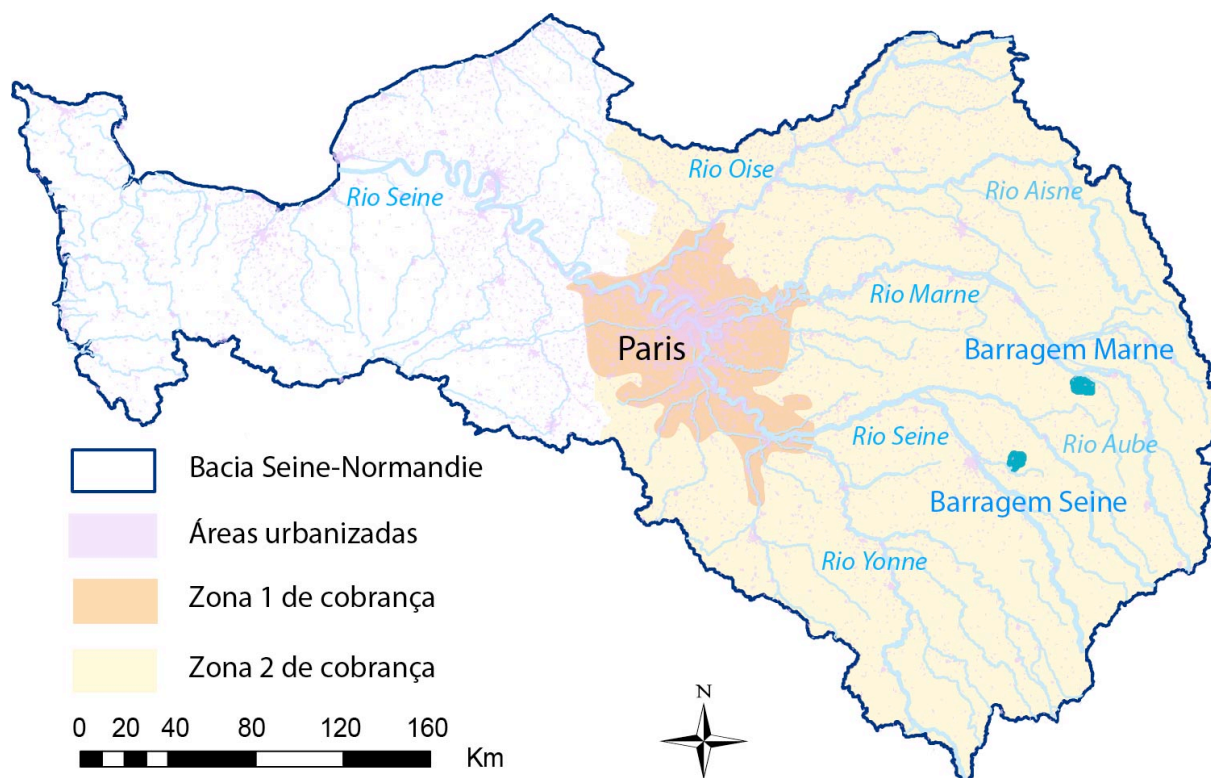 Rio Oise
Rio Aisne
Rio Seine
Rio Marne
Paris
Barragem Marne
Rio Seine
Rio Aube
Barragem Seine
Rio Yonne
Bacia Seine-Normandie
Áreas urbanizadas
Zona 1 de cobrança
Zona 2 de cobrança
0 20 40 80 120 160
Km
N